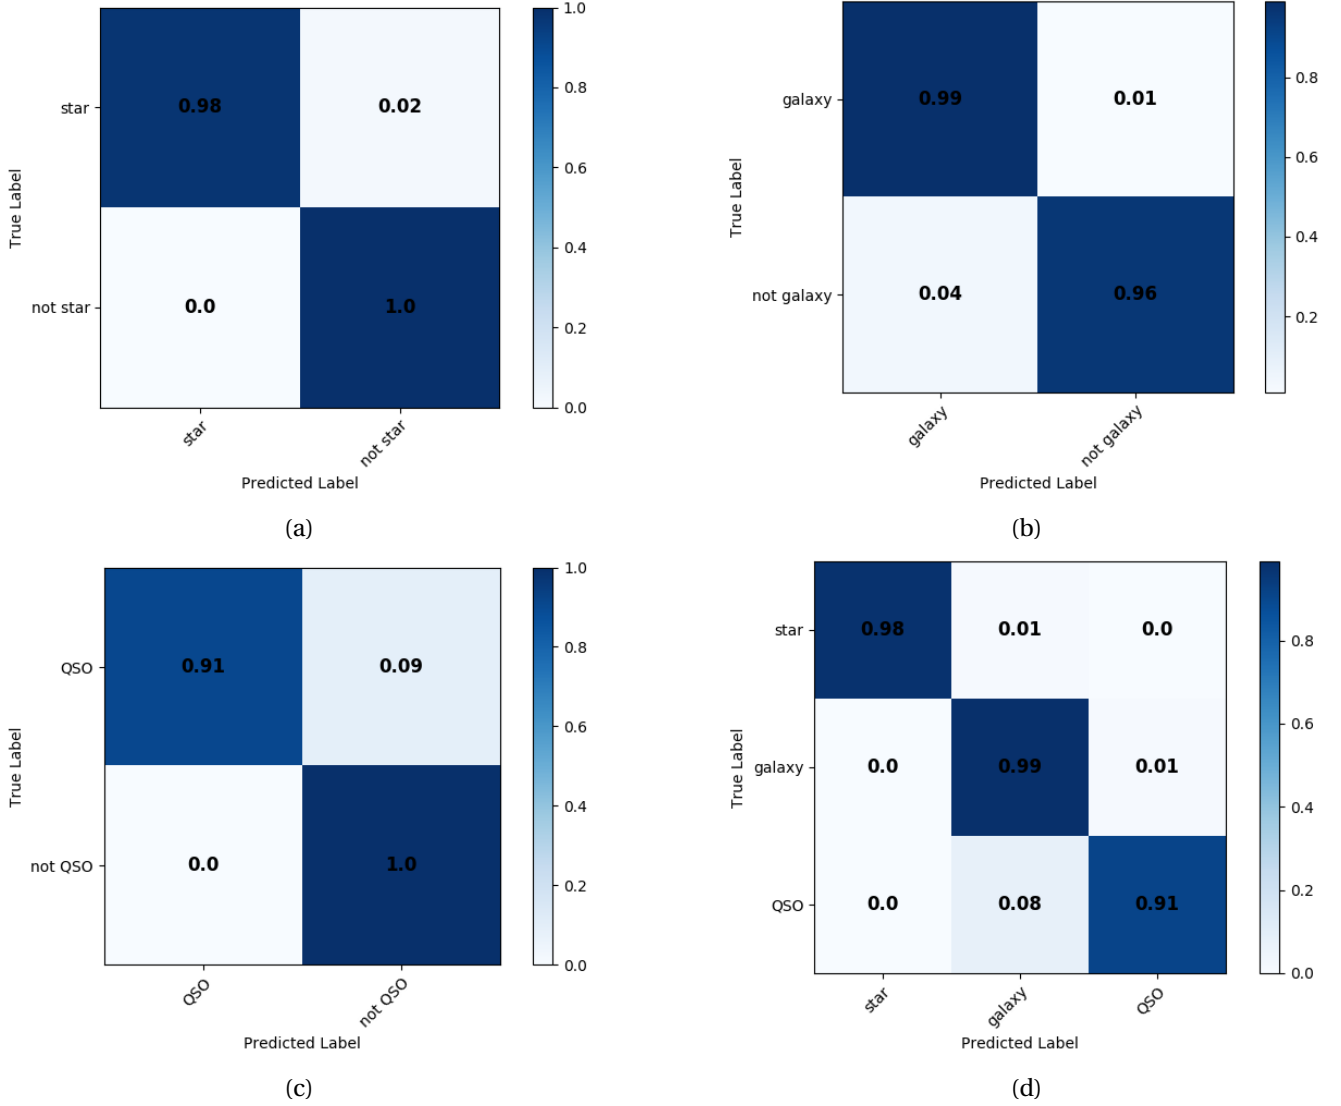 1.0
star
0.98
0.02
0.8
0.6
True Label
0.4
not star
0.0
1.0
0.2
0.0
star
not star
Predicted Label
(a)
galaxy
0.99
0.01
0.8
0.6
True Label
0.4
not galaxy
0.04
0.96
0.2
galaxy
not galaxy
Predicted Label
(b)
1.0
QSO
0.91
0.09
0.8
0.6
True Label
0.4
not QSO
0.0
1.0
0.2
0.0
QSO
not QSO
Predicted Label
(c)
star
0.98
0.01
0.0
0.8
0.6
True Label
galaxy
0.0
0.99
0.01
0.4
QSO
0.0
0.08
0.91
0.2
0.0
star
galaxy
QSO
Predicted Label
(d)